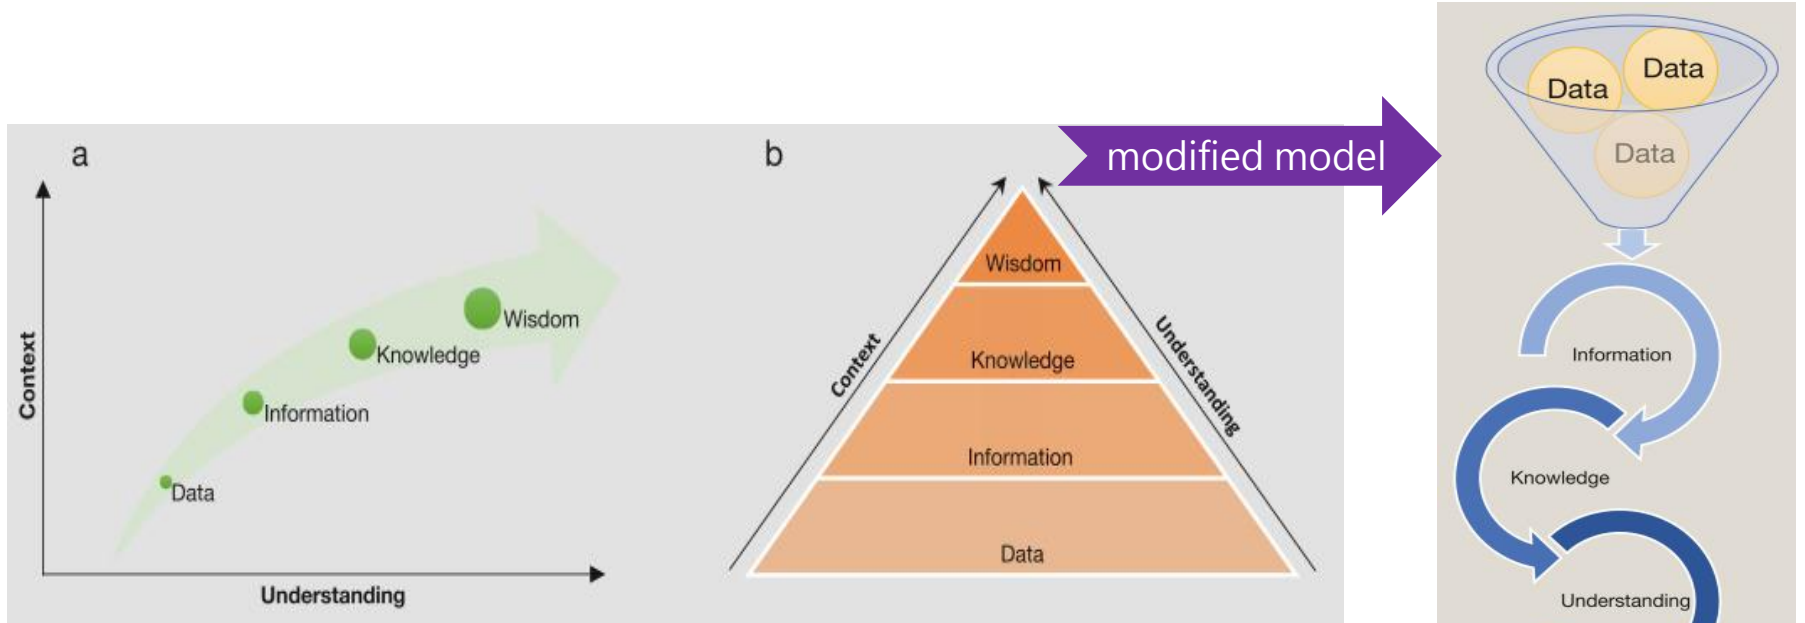 a
Context
Wisdom
Knowledge
Information
Data
Understanding
b
Context
Understanding
Wisdom
Knowledge
Information
Data
modified model
Data
Data
Data
Information
Knowledge
Understanding